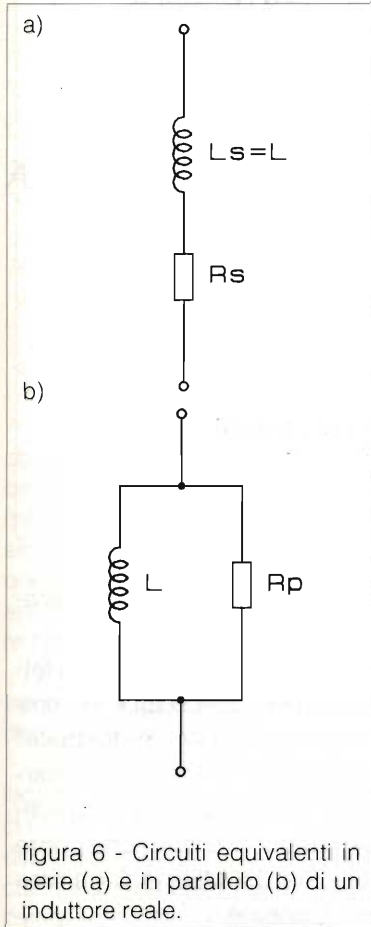 a)
Ls=L
Rs
b)
L
Rp
figura 6 - Circuiti equivalenti in
serie (a) e in parallelo (b) di un
induttore reale.